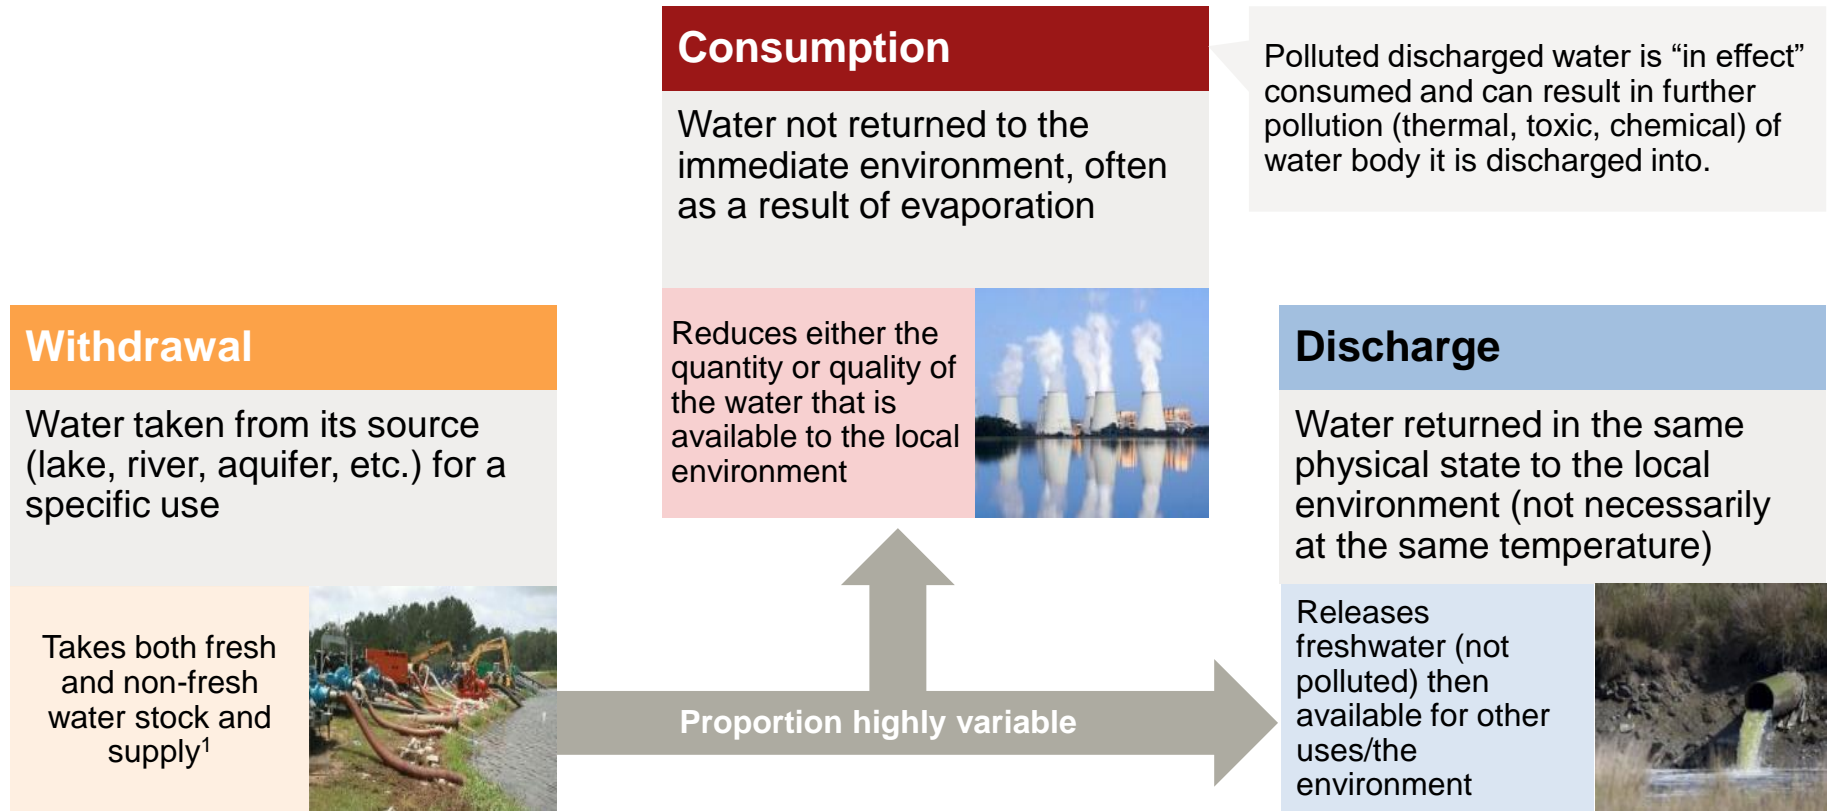 Consumption
Water not returned to the
immediate environment, often
as a result of evaporation
Reduces either the
quantity or quality of
the water that is
available to the local
environment
Polluted discharged water is “in effect”
consumed and can result in further
pollution (thermal, toxic, chemical) of
water body it is discharged into.
Withdrawal
Water taken from its source
(lake, river, aquifer, etc.) for a
specific use
Takes both fresh
and non-fresh
water stock and
supply¹
Proportion highly variable
Discharge
Water returned in the same
physical state to the local
environment (not necessarily
at the same temperature)
Releases
freshwater (not
polluted) then
available for other
uses/the
environment